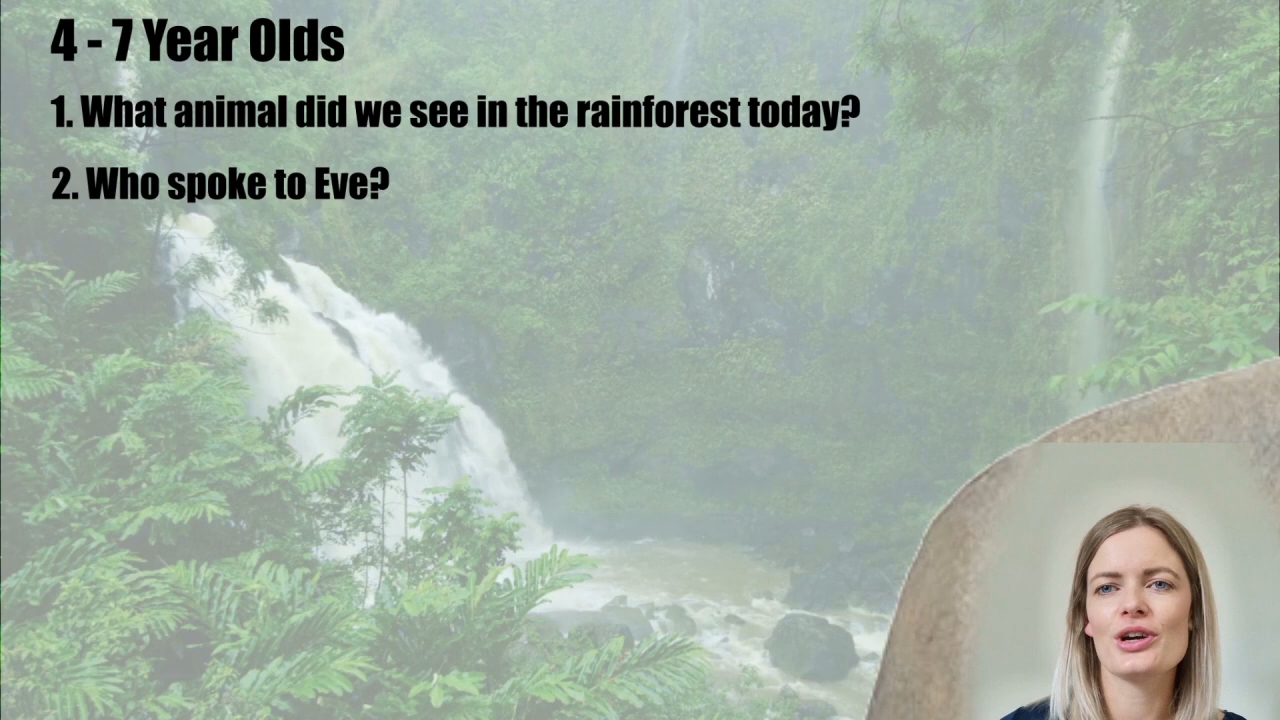 4 - 7 Year Olds
1. What animal did we see in the rainforest today?
2. Who spoke to Eve?